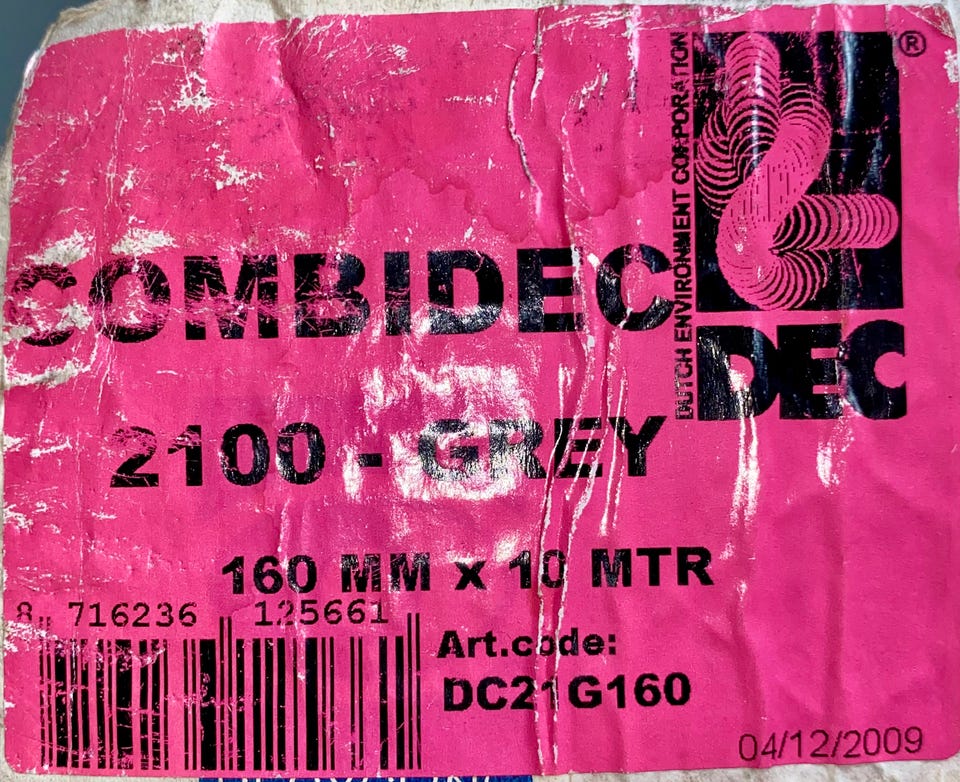 ®
DUTCH ENVIRONMENT CORPORATION
DEC
COMBIDEC
2100 - GREY
160 MM x 10 MTR
8 716236 125661
Art.code:
DC21G160
04/12/2009